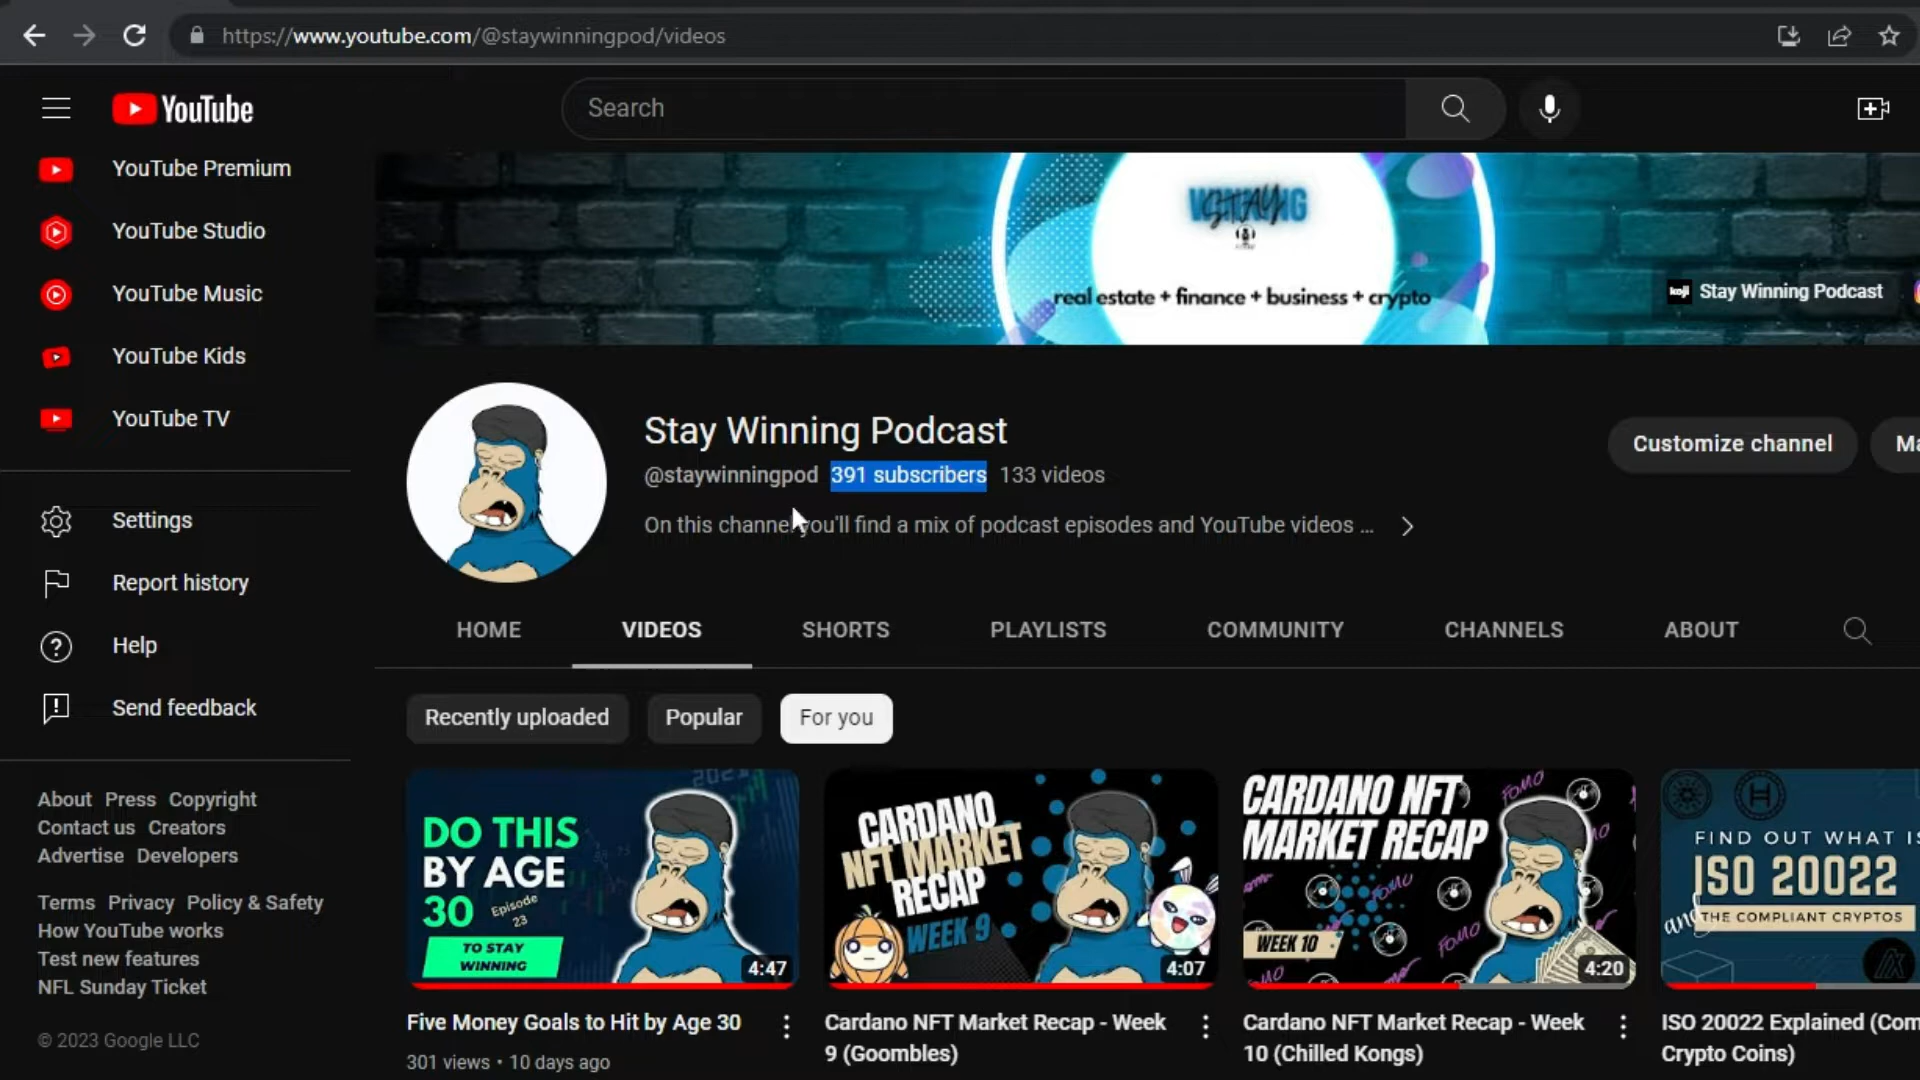 https://www.youtube.com/@staywinningpod/videos
YouTube
Search
YouTube Premium
YouTube Studio
YouTube Music
YouTube Kids
YouTube TV
Settings
Report history
Help
Send feedback
About Press Copyright
Contact us Creators
Advertise Developers
Terms Privacy Policy & Safety
How YouTube works
Test new features
NFL Sunday Ticket
© 2023 Google LLC
real estate + finance + business + crypto
koji Stay Winning Podcast
Stay Winning Podcast
@staywinningpod 391 subscribers 133 videos
On this channel you'll find a mix of podcast episodes and YouTube videos ...
Customize channel
Ma
HOME VIDEOS SHORTS PLAYLISTS COMMUNITY CHANNELS ABOUT
Recently uploaded Popular For you
DO THIS
BY AGE
30
Episode
23
TO STAY
WINNING
4:47
Five Money Goals to Hit by Age 30
301 views • 10 days ago
CARDANO
NFT MARKET
RECAP
WEEK 9
4:07
Cardano NFT Market Recap - Week
9 (Goombles)
CARDANO NFT
MARKET RECAP
FOMO
FOMO
WEEK 10
4:20
Cardano NFT Market Recap - Week
10 (Chilled Kongs)
FIND OUT WHAT IS
ISO 20022
and THE COMPLIANT CRYPTOS
ISO 20022 Explained (Com
Crypto Coins)